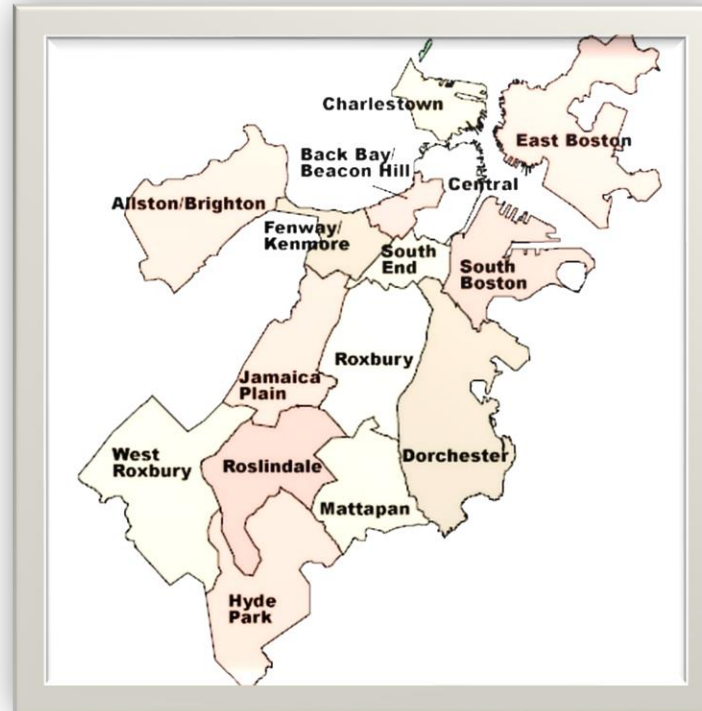 Charlestown
East Boston
Back Bay/
Beacon Hill
Central
Allston/Brighton
Fenway/
Kenmore
South
End
South
Boston
Roxbury
Jamaica
Plain
West
Roxbury
Roslindale
Dorchester
Mattapan
Hyde
Park